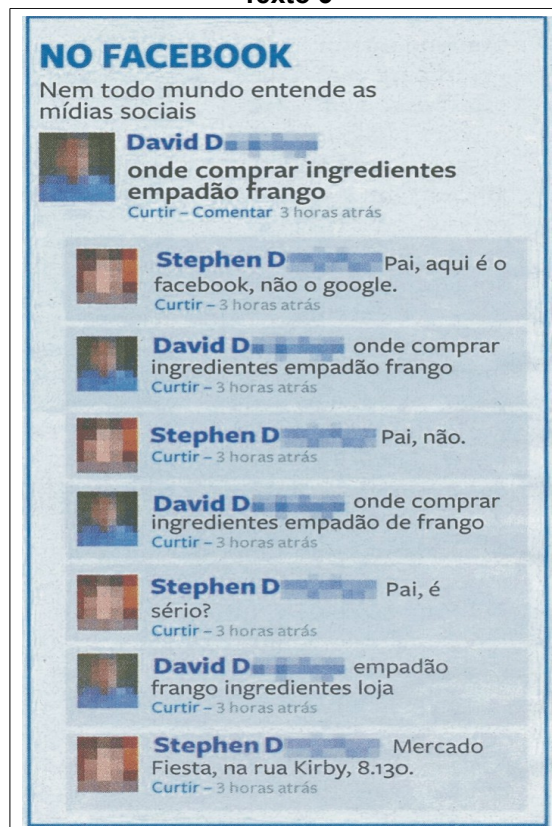 NO FACEBOOK
Nem todo mundo entende as
mídias sociais
David D
onde comprar ingredientes
empadão frango
Curtir – Comentar 3 horas atrás
Stephen D Pai, aqui é o
facebook, não o google.
Curtir – 3 horas atrás
David D onde comprar
ingredientes empadão frango
Curtir – 3 horas atrás
Stephen D Pai, não.
Curtir – 3 horas atrás
David D onde comprar
ingredientes empadão de frango
Curtir – 3 horas atrás
Stephen D Pai, é
sério?
Curtir – 3 horas atrás
David D empadão
frango ingredientes loja
Curtir – 3 horas atrás
Stephen D Mercado
Fiesta, na rua Kirby, 8.130.
Curtir – 3 horas atrás